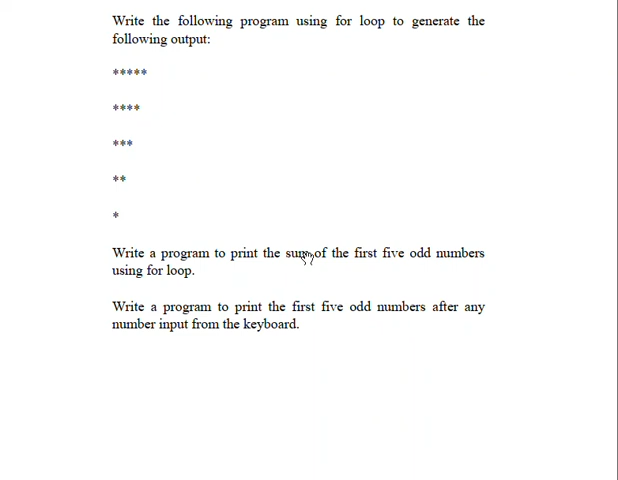 Write the following program using for loop to generate the
following output:
*****
****
***
**
*
Write a program to print the sum of the first five odd numbers
using for loop.
Write a program to print the first five odd numbers after any
number input from the keyboard.